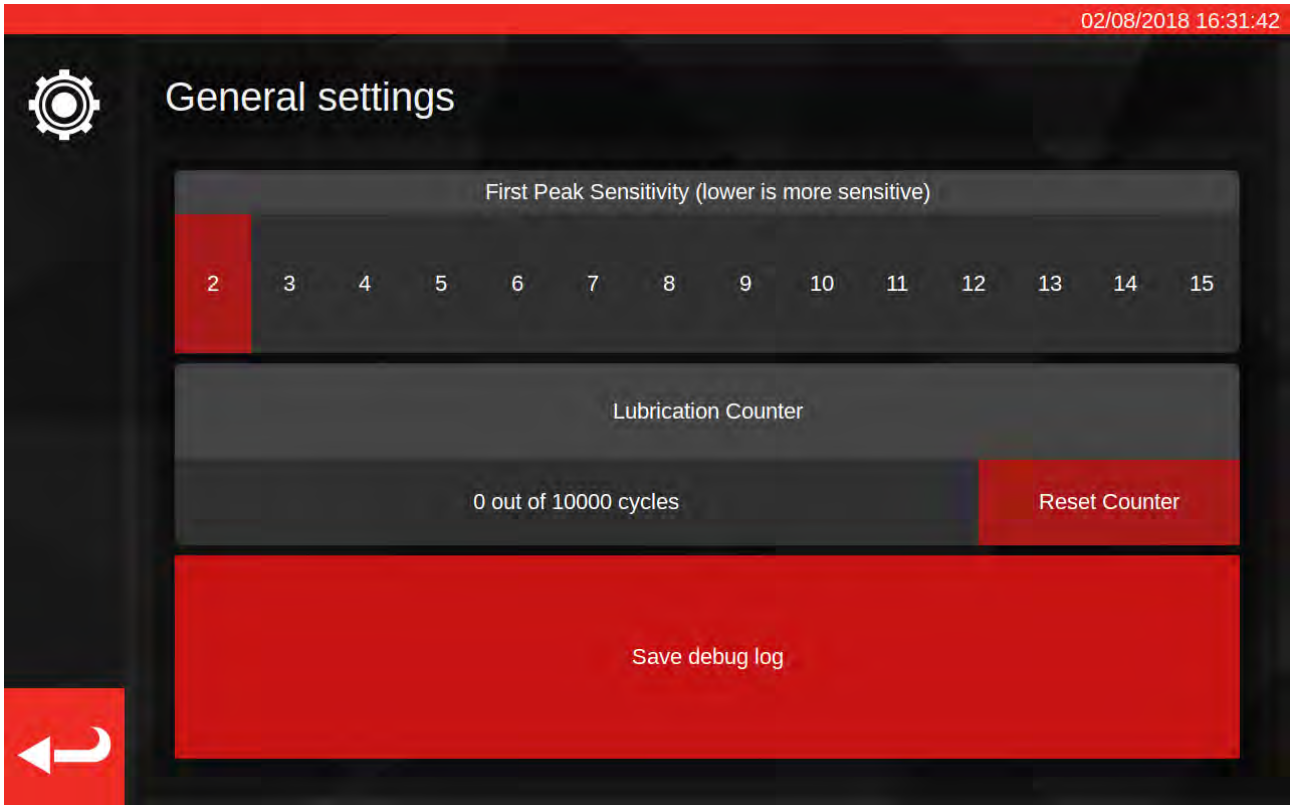 02/08/2018 16:31:42
General settings
First Peak Sensitivity (lower is more sensitive)
2 3 4 5 6 7 8 9 10 11 12 13 14 15
Lubrication Counter
0 out of 10000 cycles Reset Counter
Save debug log